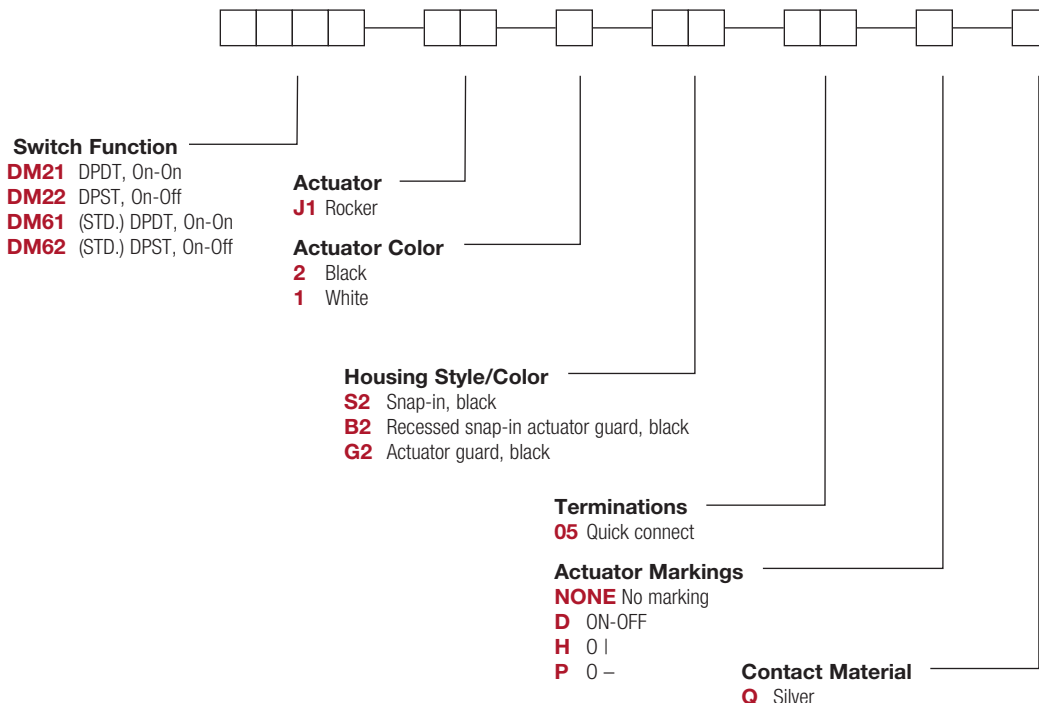 Switch Function
DM21 DPDT, On-On
DM22 DPST, On-Off
DM61 (STD.) DPDT, On-On
DM62 (STD.) DPST, On-Off
Actuator
J1 Rocker
Actuator Color
2 Black
1 White
Housing Style/Color
S2 Snap-in, black
B2 Recessed snap-in actuator guard, black
G2 Actuator guard, black
Terminations
05 Quick connect
Actuator Markings
NONE No marking
D ON-OFF
H O |
P O –
Contact Material
Q Silver